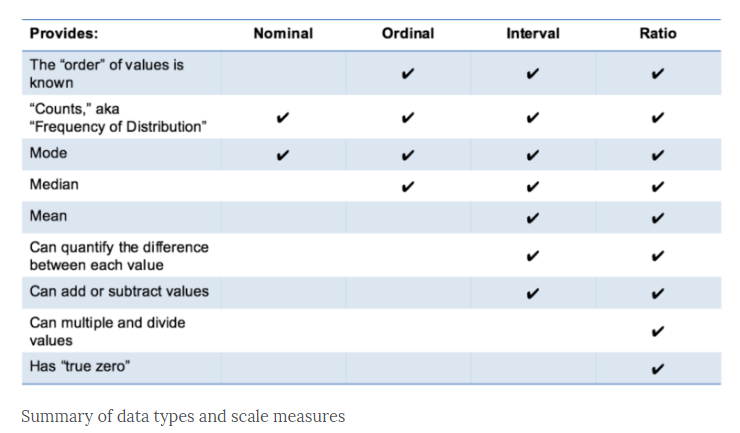 Provides: Nominal Ordinal Interval Ratio
The “order” of values is
known ✔ ✔ ✔
“Counts,” aka
“Frequency of Distribution” ✔ ✔ ✔ ✔
Mode ✔ ✔ ✔ ✔
Median ✔ ✔ ✔
Mean ✔ ✔
Can quantify the difference
between each value ✔ ✔
Can add or subtract values ✔ ✔
Can multiple and divide
values ✔
Has “true zero” ✔
Summary of data types and scale measures